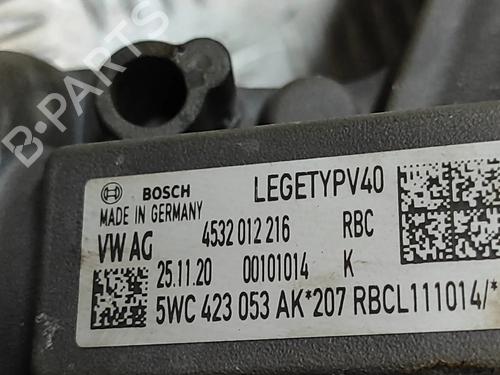 B-PARTS
BOSCH LEGETYPV40
MADE IN GERMANY
VW AG 4532 012 216 RBC
25.11.20 00101014 K
5WC 423 053 AK*207 RBCL111014/*